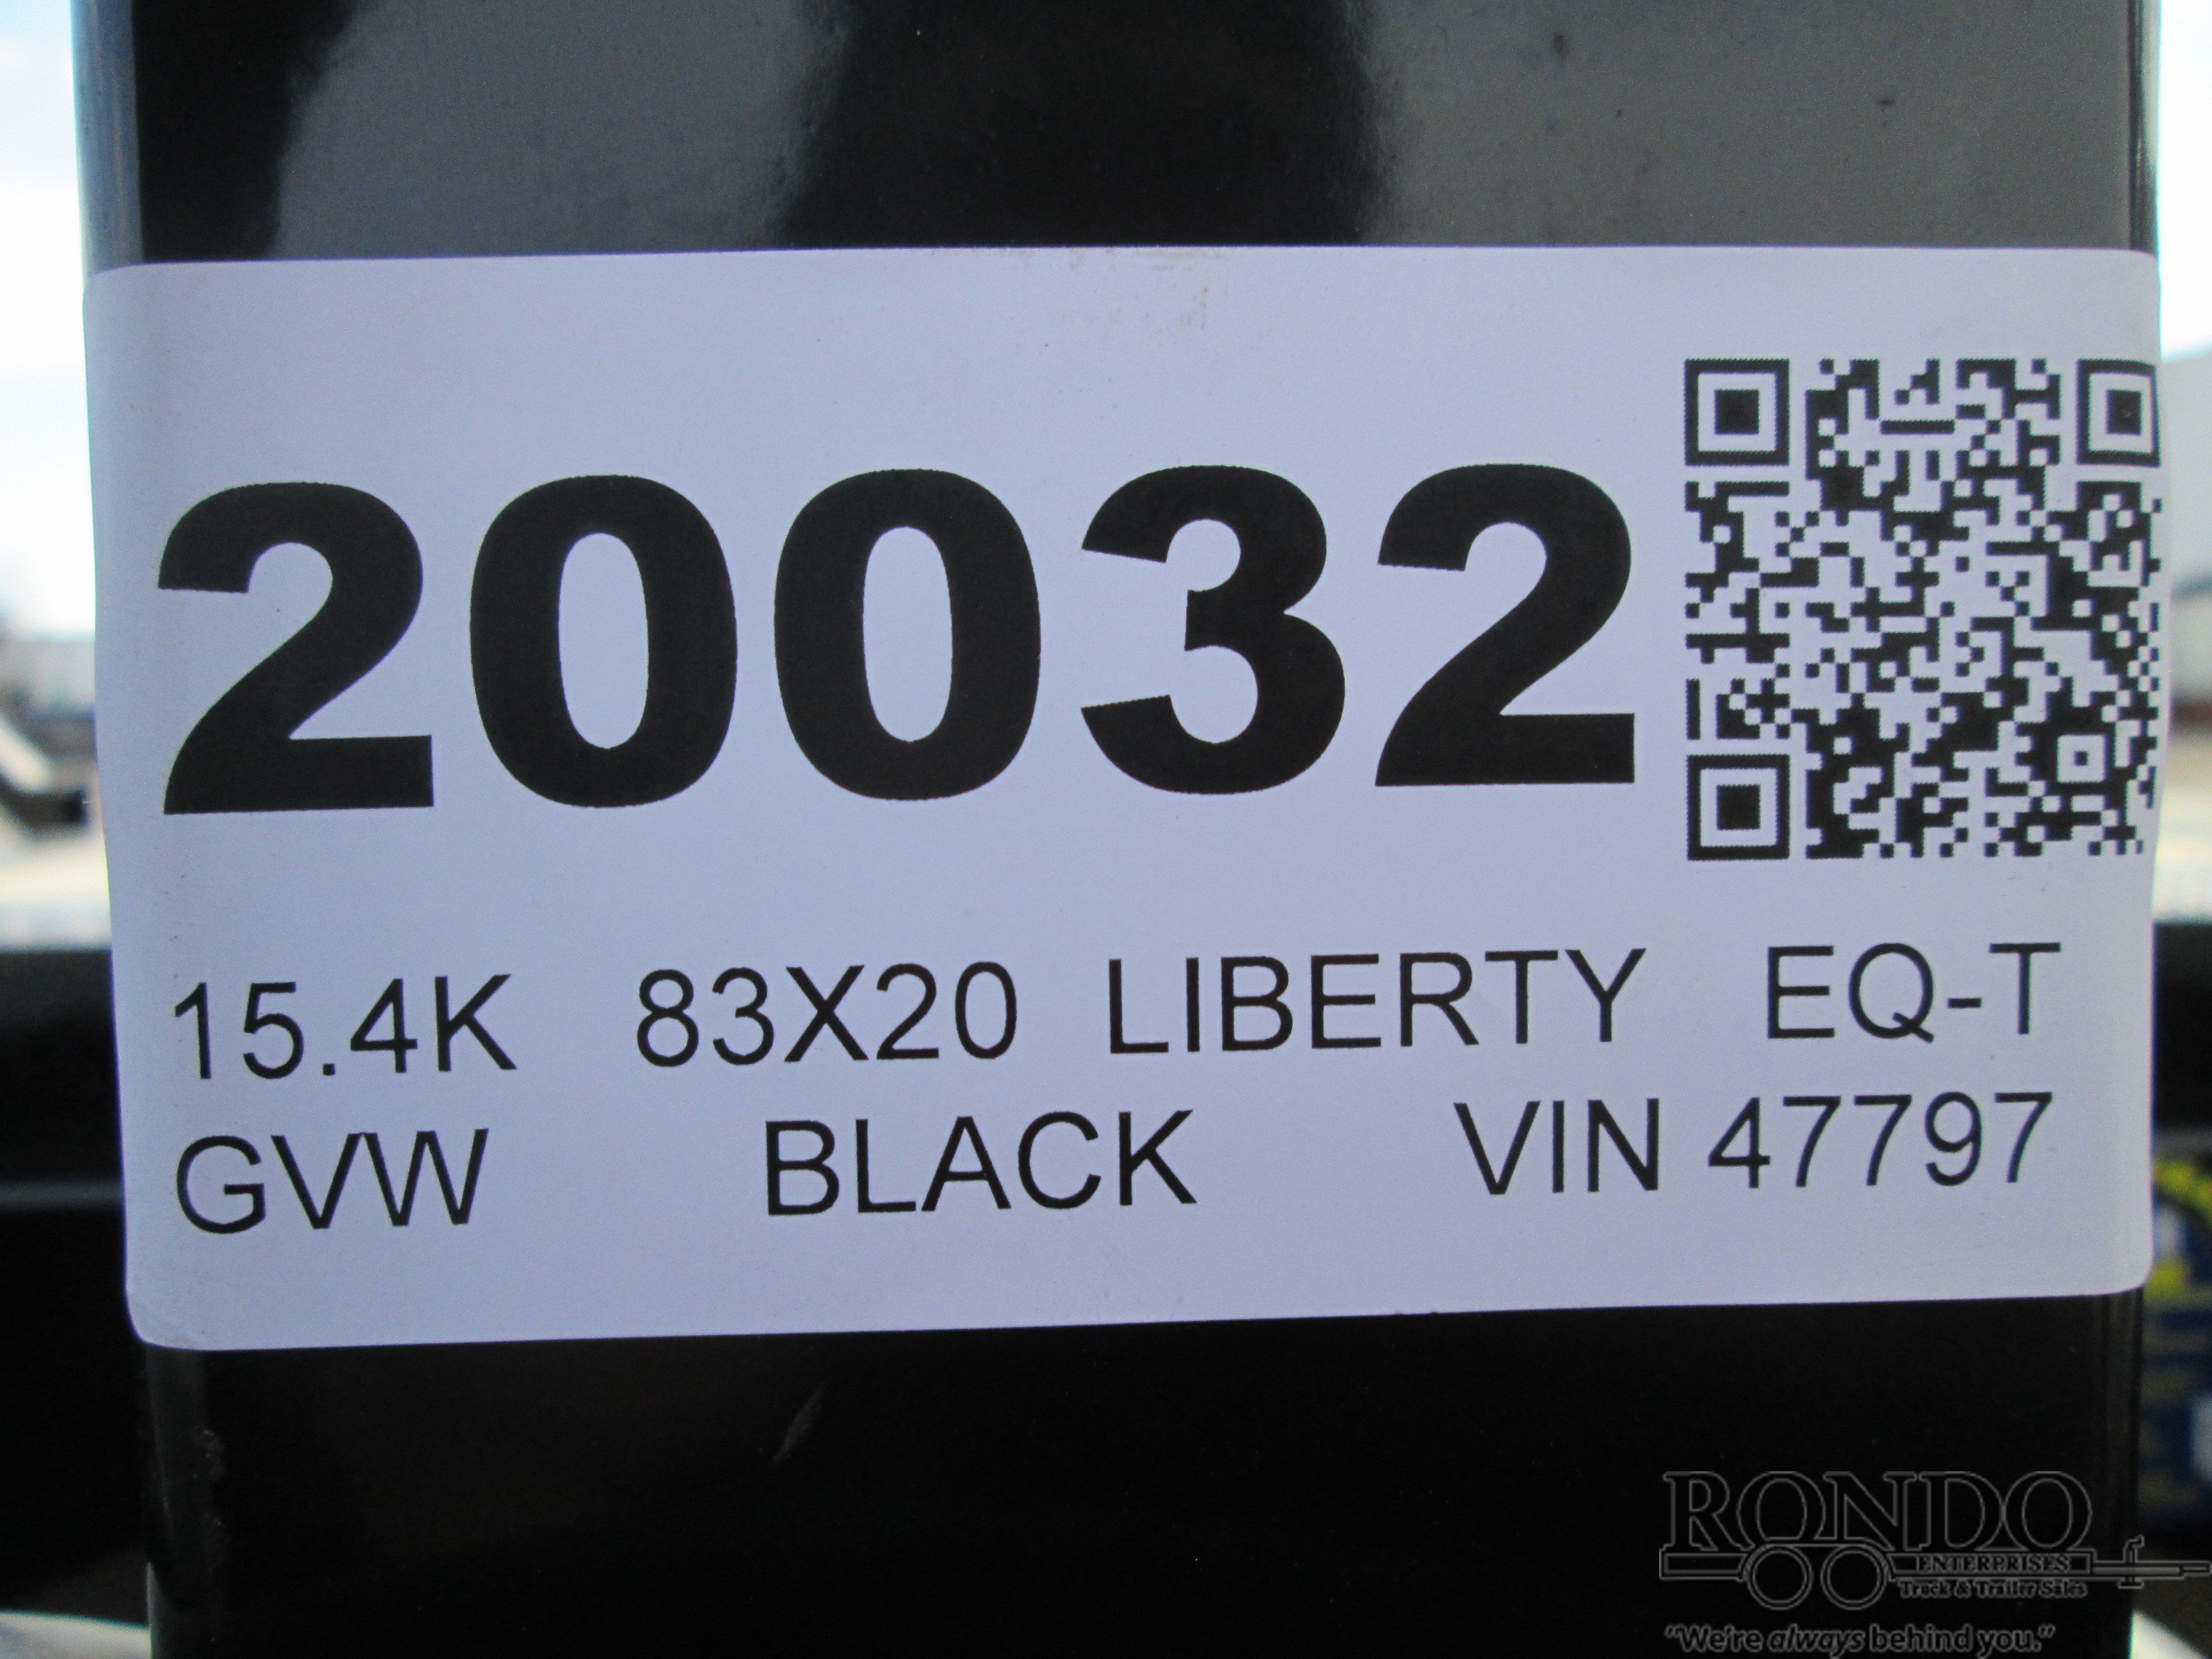 20032
15.4K 83X20 LIBERTY EQ-T
GVW BLACK VIN 47797
RONDO
ENTERPRISES
Truck & Trailer Sales
"We're always behind you."